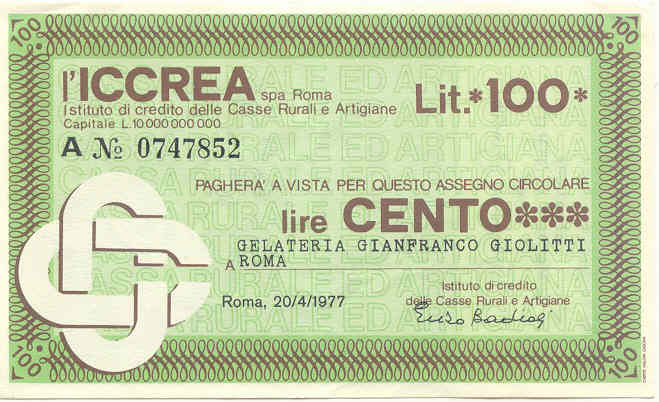 100 100
l'ICCREA spa Roma Lit.*100*
Istituto di credito delle Casse Rurali e Artigiane
Capitale L.10 000 000 000
A № 0747852
PAGHERA' A VISTA PER QUESTO ASSEGNO CIRCOLARE
lire CENTO***
GELATERIA GIANFRANCO GIOLITTI
A ROMA
Roma, 20/4/1977
Istituto di credito
delle Casse Rurali e Artigiane
100 100